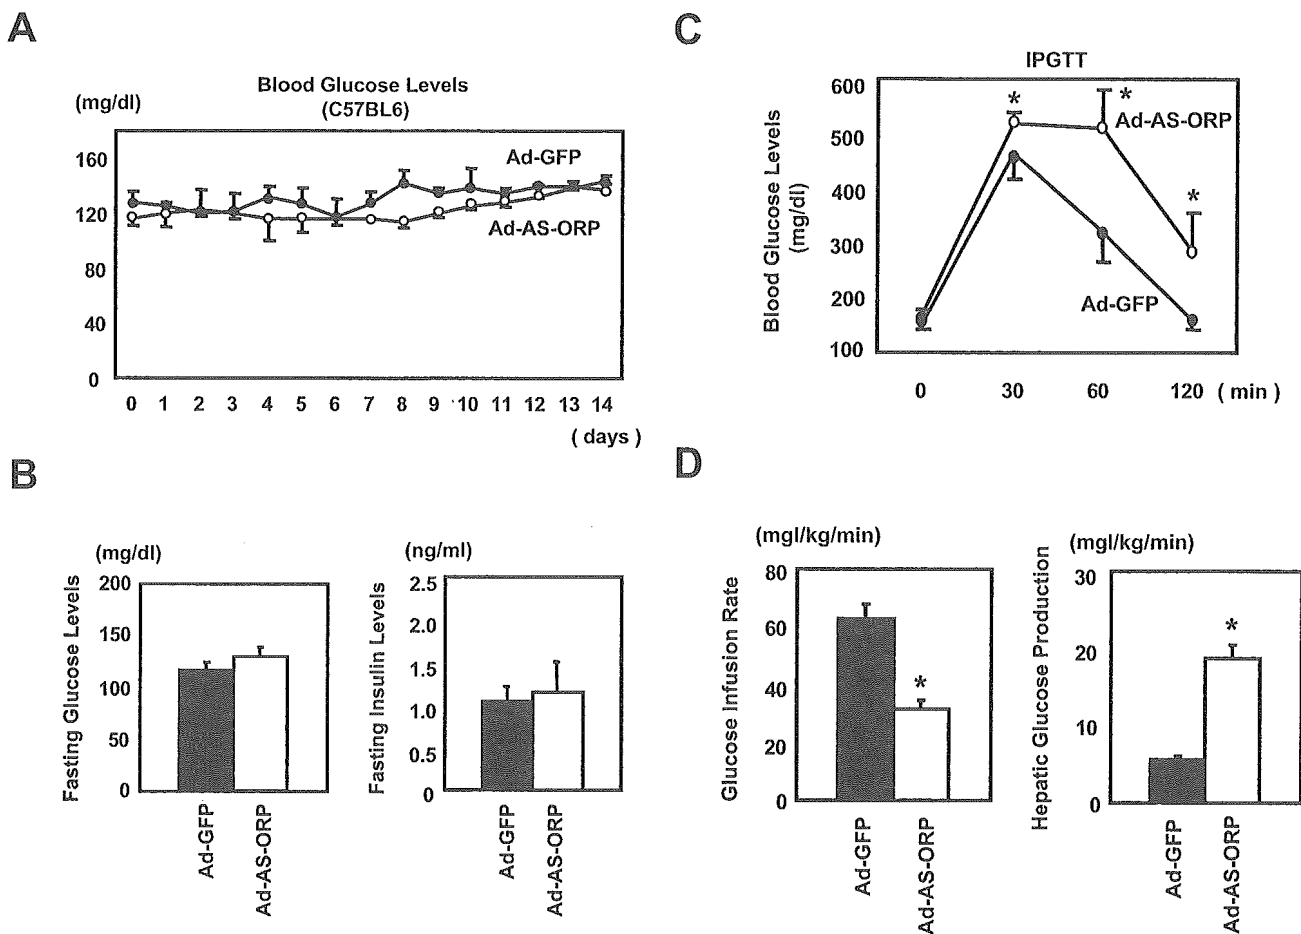 A
Blood Glucose Levels
(C57BL6)
(mg/dl)
160
120
80
40
0
Ad-GFP
Ad-AS-ORP
0 1 2 3 4 5 6 7 8 9 10 11 12 13 14
( days )
B
(mg/dl)
Fasting Glucose Levels
200
150
100
50
0
Ad-GFP
Ad-AS-ORP
(ng/ml)
Fasting Insulin Levels
2.5
2.0
1.5
1.0
0.5
0
Ad-GFP
Ad-AS-ORP
C
IPGTT
Blood Glucose Levels
(mg/dl)
600
500
400
300
200
100
*
*
Ad-AS-ORP
*
Ad-GFP
0 30 60 120 ( min )
D
(mgl/kg/min)
Glucose Infusion Rate
80
60
40
20
0
*
Ad-GFP
Ad-AS-ORP
(mgl/kg/min)
Hepatic Glucose Production
30
20
10
0
*
Ad-GFP
Ad-AS-ORP